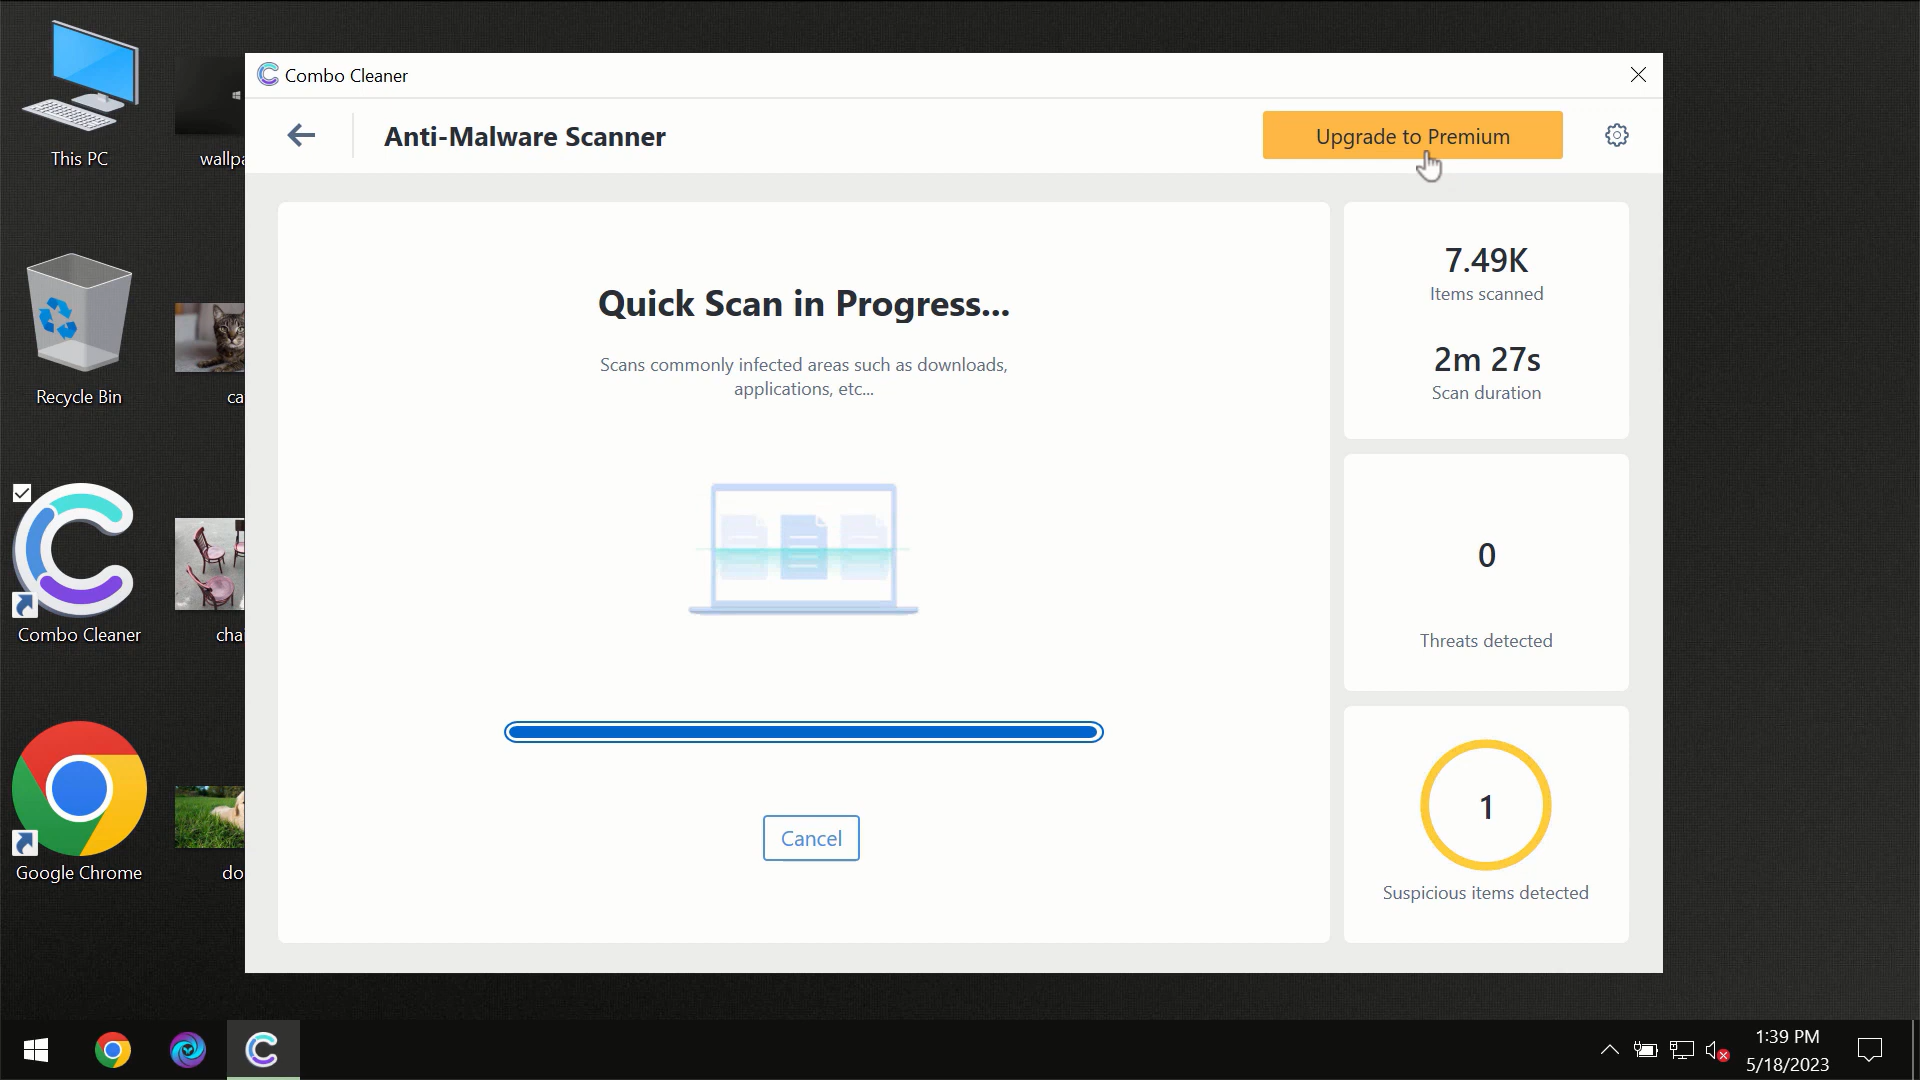 Combo Cleaner
Anti-Malware Scanner
Upgrade to Premium
Quick Scan in Progress...
Scans commonly infected areas such as downloads,
applications, etc...
Cancel
7.49K
Items scanned
2m 27s
Scan duration
0
Threats detected
1
Suspicious items detected
This PC
wallpa
Recycle Bin
ca
Combo Cleaner
chai
Google Chrome
do
1:39 PM
5/18/2023